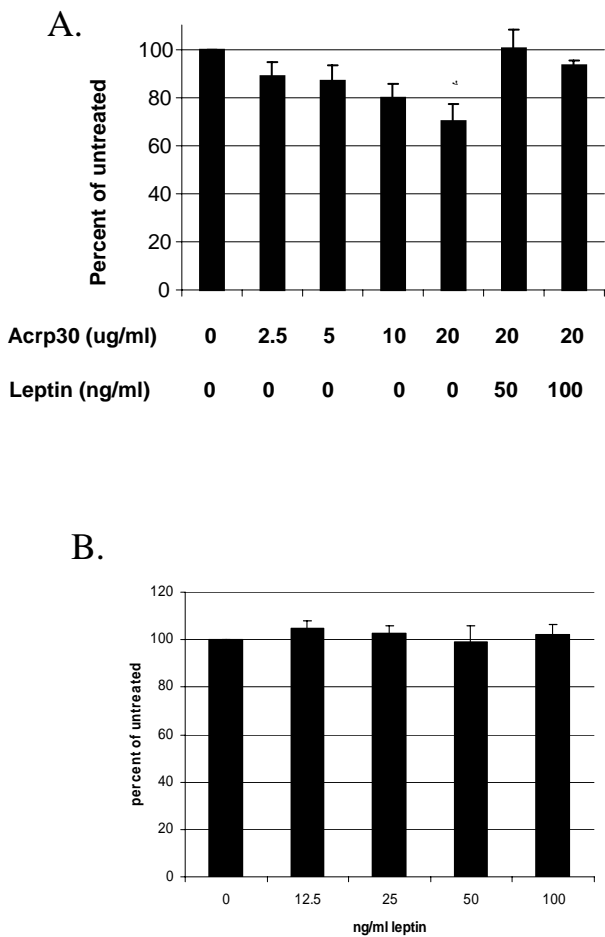 A.
100
80
60
40
20
0
Percent of untreated
Acrp30 (ug/ml) 0 2.5 5 10 20 20 20
Leptin (ng/ml) 0 0 0 0 0 50 100
B.
120
100
80
60
40
20
0
percent of untreated
0 12.5 25 50 100
ng/ml leptin